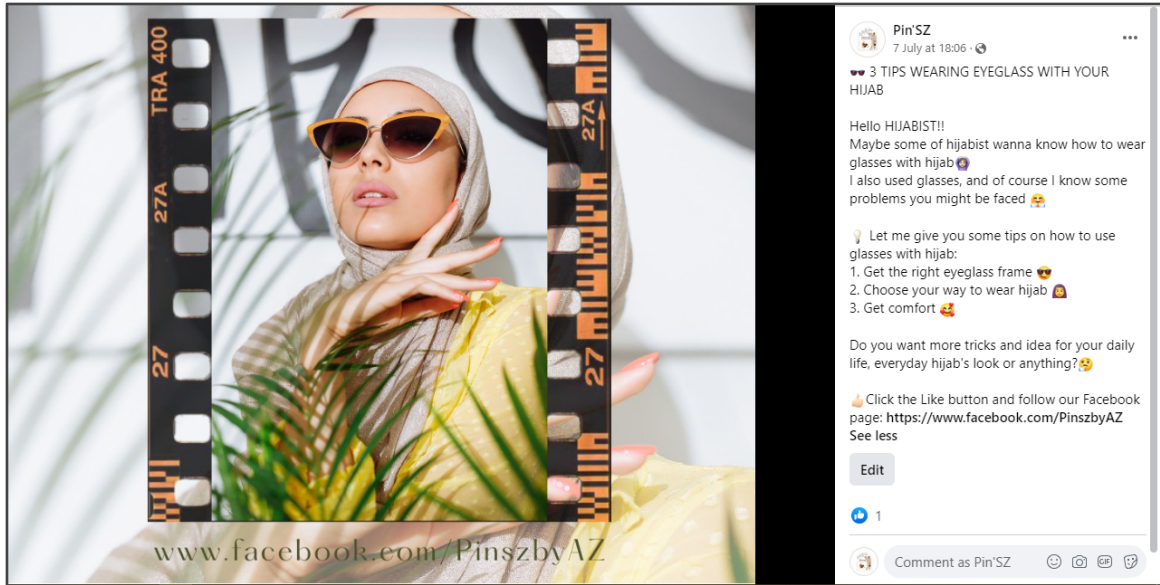 TRA 400
27A
27
27A
27
www.facebook.com/PinszbyAZ
Pin'SZ
7 July at 18:06 ·
🕶️ 3 TIPS WEARING EYEGLASS WITH YOUR
HIJAB
Hello HIJABIST!!
Maybe some of hijabist wanna know how to wear
glasses with hijab🙆🏻‍♀️
I also used glasses, and of course I know some
problems you might be faced 😤
💡 Let me give you some tips on how to use
glasses with hijab:
1. Get the right eyeglass frame 😎
2. Choose your way to wear hijab 🙆‍♀️
3. Get comfort 🥰
Do you want more tricks and idea for your daily
life, everyday hijab's look or anything?🤔
👍🏻Click the Like button and follow our Facebook
page: https://www.facebook.com/PinszbyAZ
See less
Edit
1
Comment as Pin'SZ
GIF